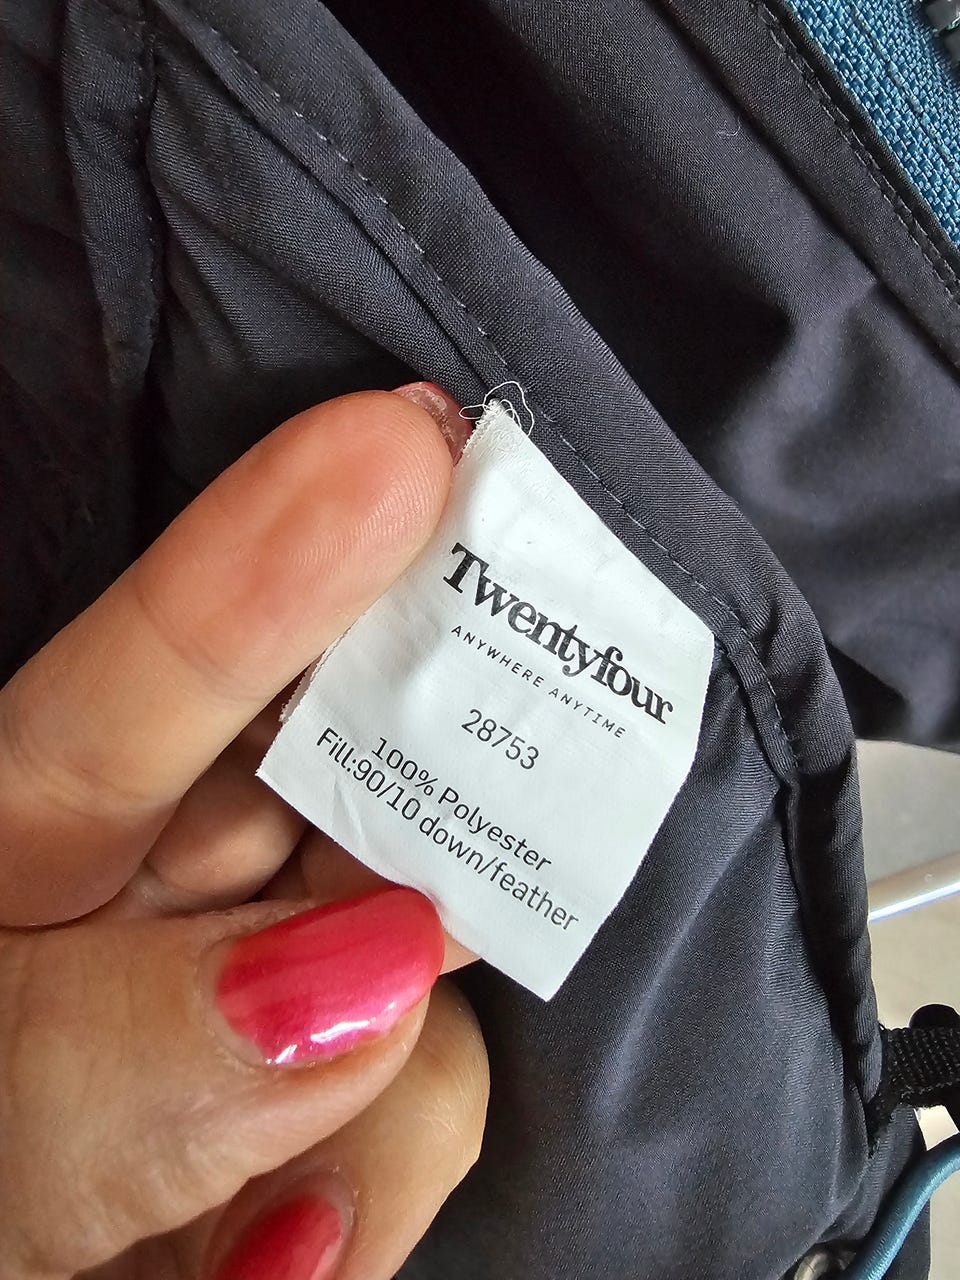 Twentyfour
ANYWHERE ANYTIME
28753
100% Polyester
Fill:90/10 down/feather